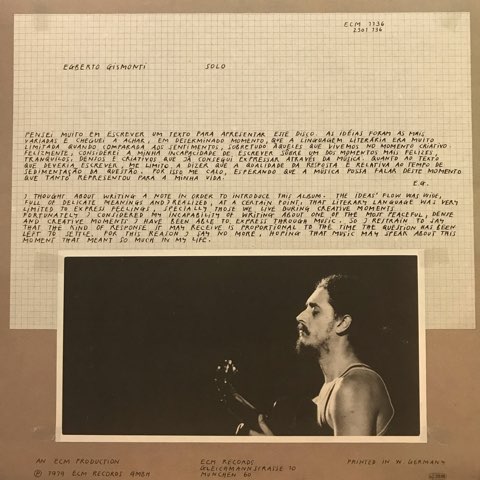 ECM 1136
2301 136
EGBERTO GISMONTI SOLO
PENSEI MUITO EM ESCREVER UM TEXTO PARA APRESENTAR ESSE DISCO. AS IDÉIAS FORAM AS MAIS
VARIADAS E CHEGUEI A ACHAR, EM DETERMINADO MOMENTO, QUE A LINGUAGEM LITERÁRIA ERA MUITO
LIMITADA QUANDO COMPARADA AOS SENTIMENTOS, SOBRETUDO ÀQUELES QUE VIVEMOS NO MOMENTO CRIATIVO
FELIZMENTE, CONSIDEREI A MINHA INCAPACIDADE DE ESCREVER SOBRE UM DOS MOMENTOS MAIS FELIZES
TRANQUILOS, DENSOS E CRIATIVOS QUE JÁ CONSEGUI EXPRESSAR ATRAVÉS DA MÚSICA. QUANTO AO TEXTO
QUE DEVERIA ESCREVER, ME LIMITO A DIZER QUE A QUALIDADE DA RESPOSTA É RELATIVA AO TEMPO DE
SEDIMENTAÇÃO DA QUESTÃO. POR ISSO ME CALO, ESPERANDO QUE A MÚSICA POSSA FALAR DESTE MOMENTO
QUE TANTO REPRESENTOU PARA A MINHA VIDA.
E.G.
I THOUGHT ABOUT WRITING A NOTE IN ORDER TO INTRODUCE THIS ALBUM. THE IDEAS' FLOW WAS WIDE,
FULL OF DELICATE MEANINGS AND I REALISED, AT A CERTAIN POINT, THAT LITERARY LANGUAGE WAS VERY
LIMITED TO EXPRESS FEELINGS, SPECIALLY THOSE WE LIVE DURING CREATIVE MOMENTS.
FORTUNATELY I CONSIDERED MY INCAPABILITY OF WRITING ABOUT ONE OF THE MOST PEACEFUL, DENSE
AND CREATIVE MOMENTS I HAVE BEEN ABLE TO EXPRESS THROUGH MUSIC, SO I RESTRAIN TO SAY
THAT THE KIND OF RESPONSE IT MAY RECEIVE IS PROPORTIONAL TO THE TIME THE QUESTION HAS BEEN
LEFT TO SETTLE. FOR THIS REASON I SAY NO MORE, HOPING THAT MUSIC MAY SPEAK ABOUT THIS
MOMENT THAT MEANT SO MUCH IN MY LIFE.
AN ECM PRODUCTION
℗ 1979 ECM RECORDS GMBH
ECM RECORDS
GLEICHMANNSTRASSE 10
MÜNCHEN 60
PRINTED IN W. GERMANY